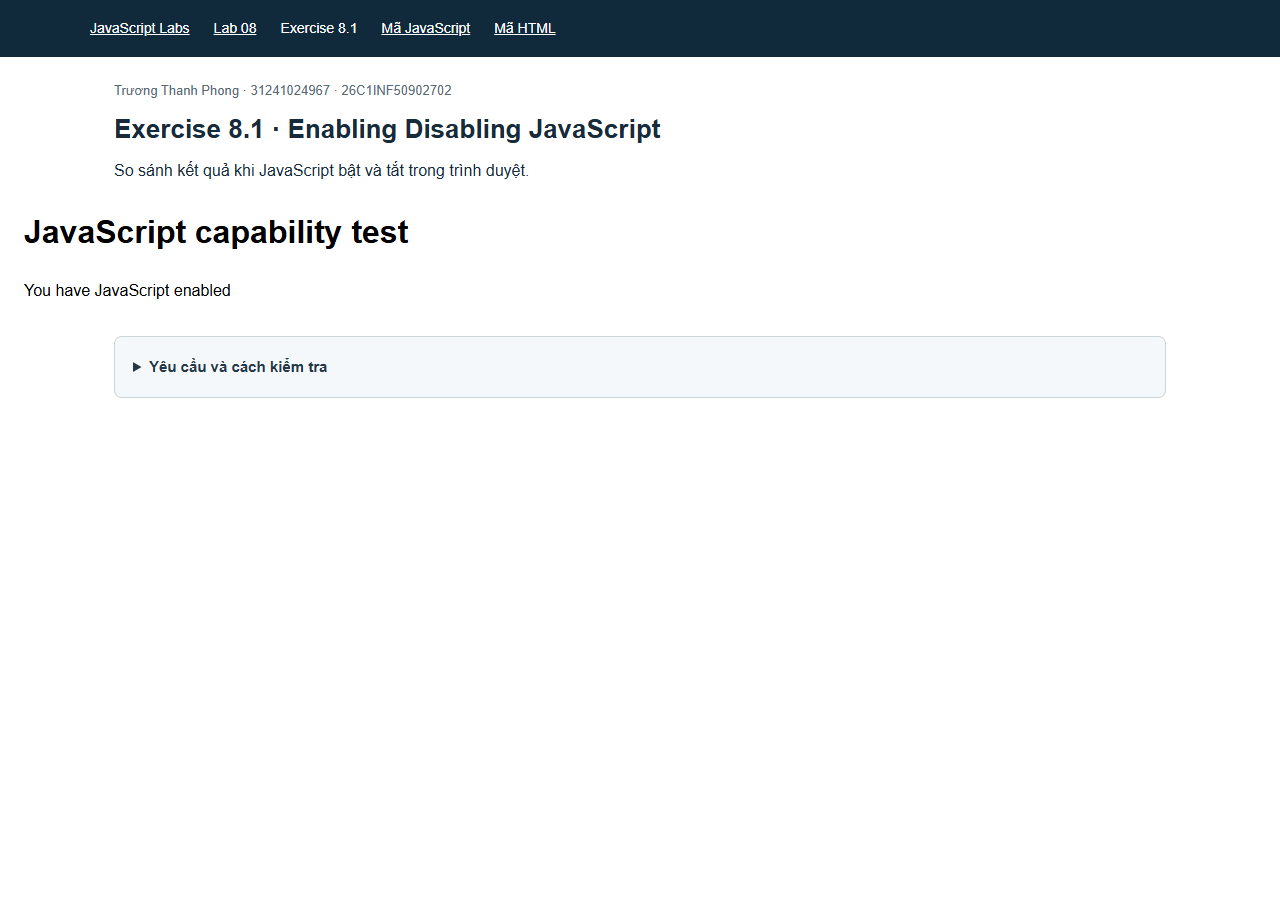 JavaScript Labs Lab 08 Exercise 8.1 Mã JavaScript Mã HTML
Trương Thanh Phong · 31241024967 · 26C1INF50902702
Exercise 8.1 · Enabling Disabling JavaScript
So sánh kết quả khi JavaScript bật và tắt trong trình duyệt.
JavaScript capability test
You have JavaScript enabled
Yêu cầu và cách kiểm tra